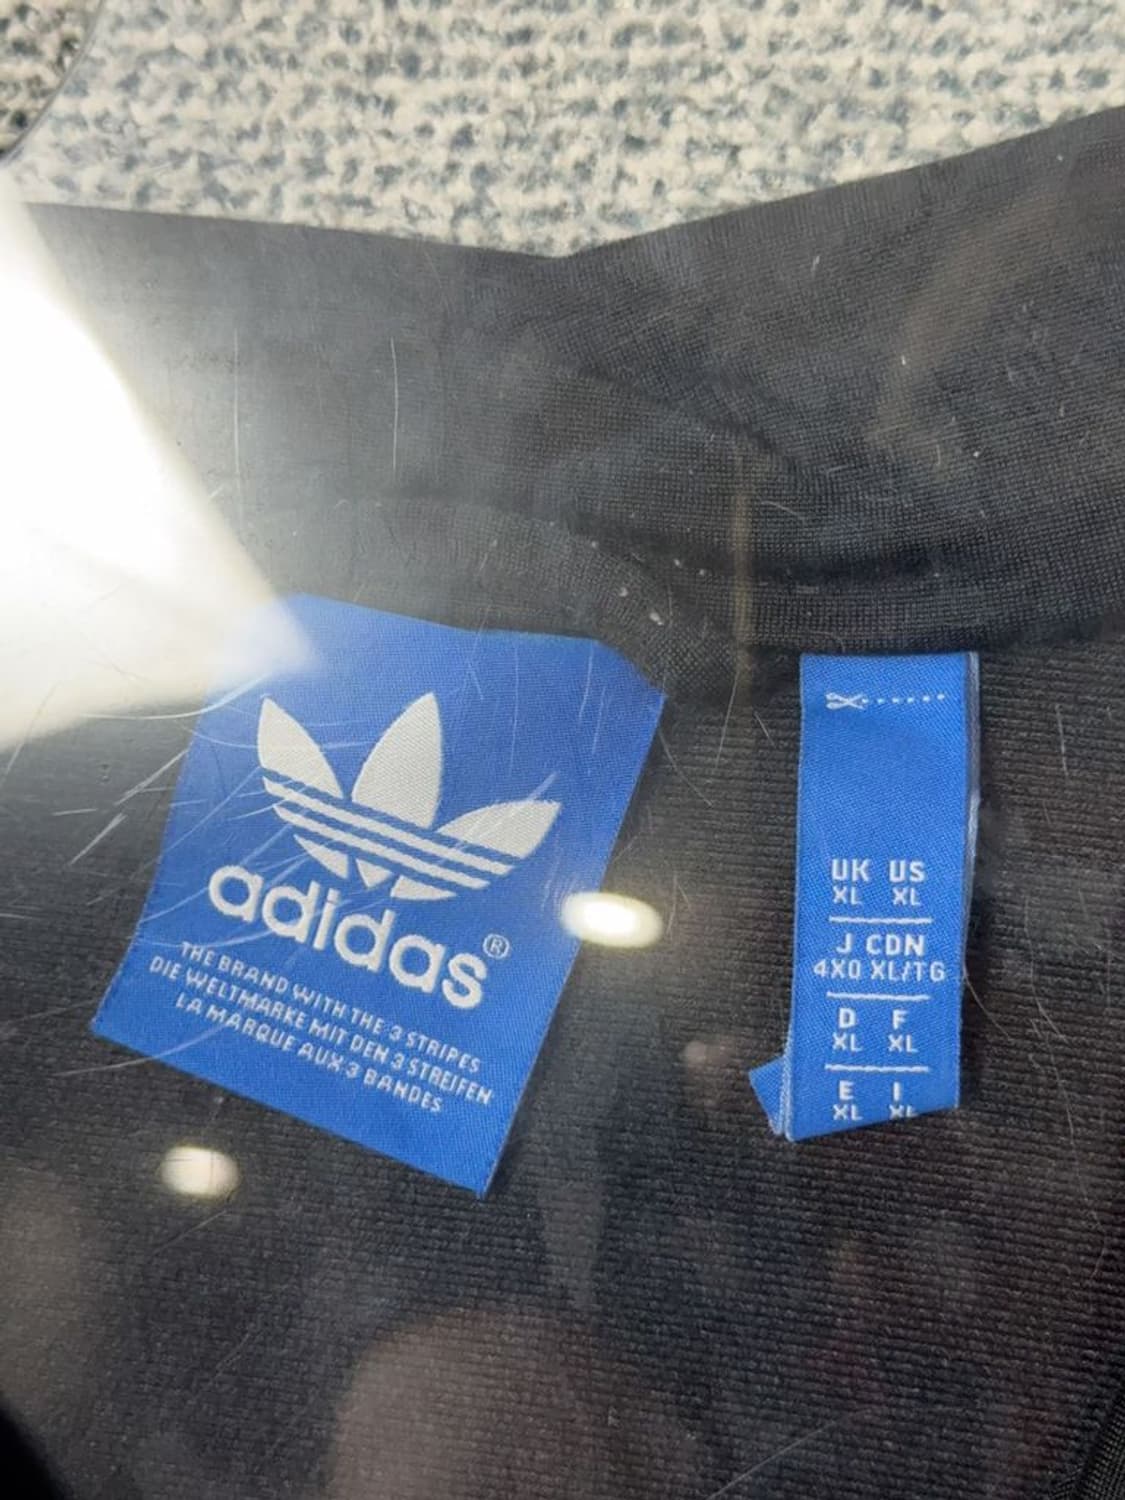 adidas®
THE BRAND WITH THE 3 STRIPES
DIE WELTMARKE MIT DEN 3 STREIFEN
LA MARQUE AUX 3 BANDES
UK US
XL XL
J CDN
4XO XL/TG
D F
XL XL
E I
XL XL